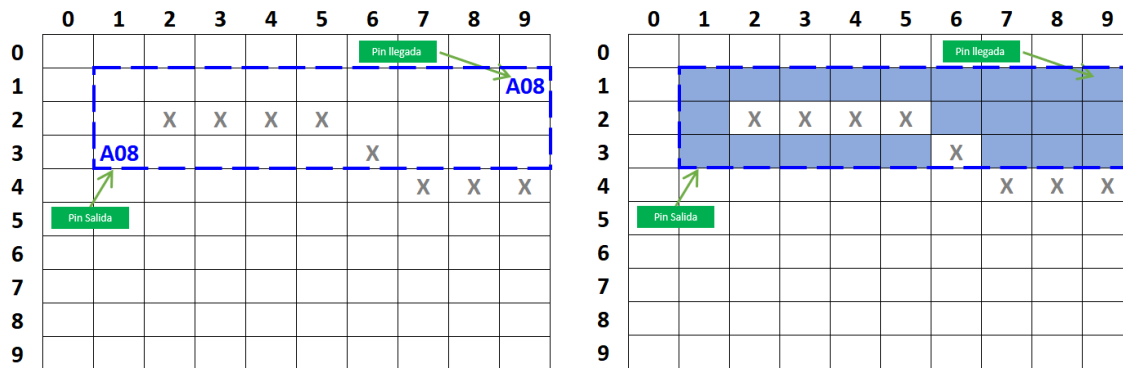 0 1 2 3 4 5 6 7 8 9
0 Pin llegada
1 A08
2 X X X X
3 A08 X
4 X X X
5 Pin Salida
6
7
8
9
0 1 2 3 4 5 6 7 8 9
0 Pin llegada
1
2 X X X X
3 X
4 X X X
5 Pin Salida
6
7
8
9